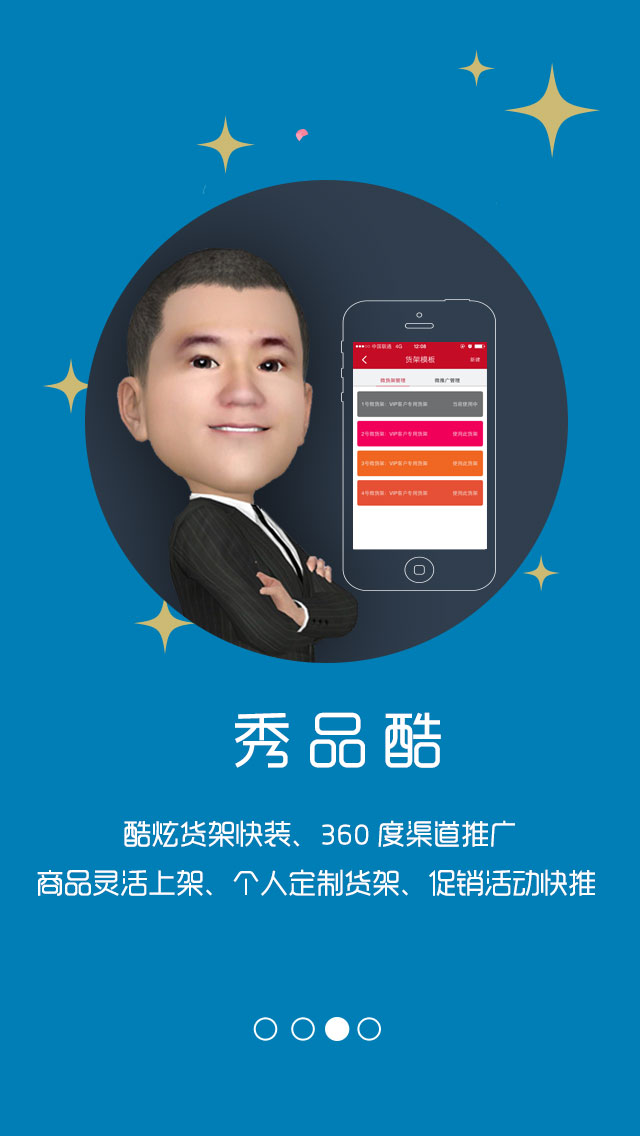 中国联通 4G 12:08
货架模板 新建
微货架管理 微推广管理
1号微货架：VIP客户专用货架 当前使用中
2号微货架：VIP客户专用货架 使用此货架
3号微货架：VIP客户专用货架 使用此货架
4号微货架：VIP客户专用货架 使用此货架
秀品酷
酷炫货架快装、360 度渠道推广
商品灵活上架、个人定制货架、促销活动快推